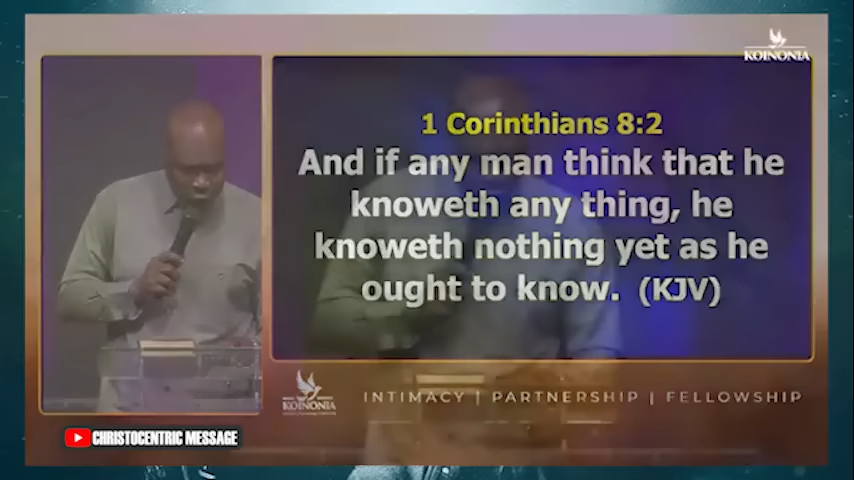 KOINONIA
1 Corinthians 8:2
And if any man think that he
knoweth any thing, he
knoweth nothing yet as he
ought to know. (KJV)
KOINONIA
INTIMACY | PARTNERSHIP | FELLOWSHIP
CHRISTOCENTRIC MESSAGE